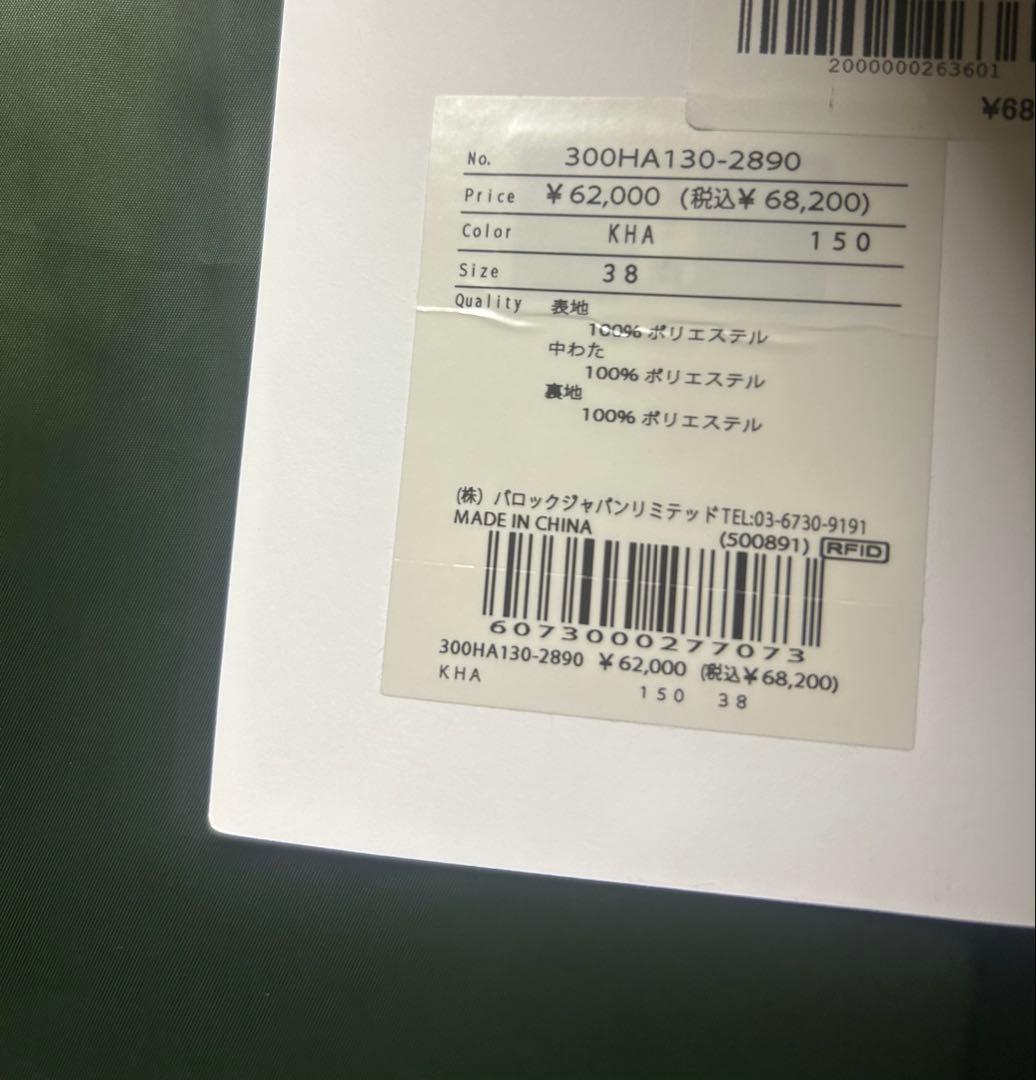 2000000263601
¥68
No. 300HA130-2890
Price ¥62,000 (税込¥68,200)
Color KHA 150
Size 38
Quality 表地
100% ポリエステル
中わた
100% ポリエステル
裏地
100% ポリエステル
(株) バロックジャパンリミテッドTEL:03-6730-9191
MADE IN CHINA
(500891) RFID
6073000277073
300HA130-2890 ¥62,000 (税込¥68,200)
KHA
150 38